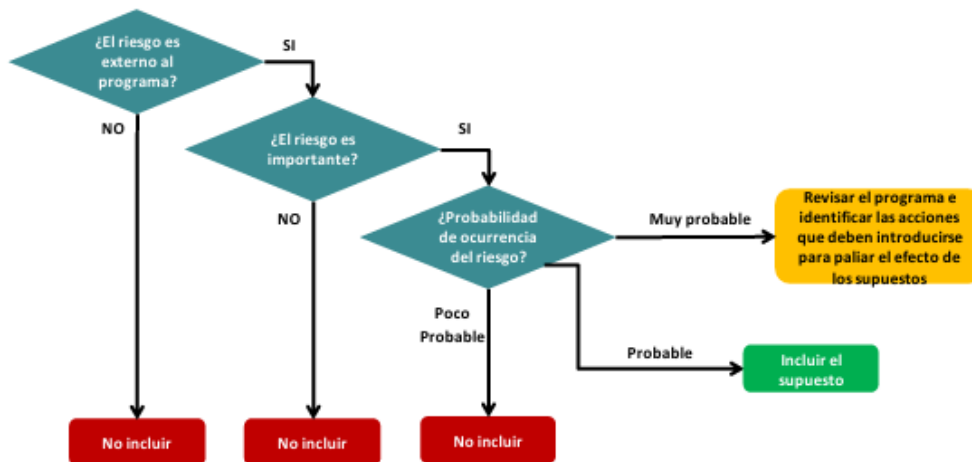 ¿El riesgo es
externo al
programa?
SI
NO
¿El riesgo es
importante?
SI
NO
¿Probabilidad
de ocurrencia
del riesgo?
Muy probable
Revisar el programa e
identificar las acciones
que deben introducirse
para paliar el efecto de
los supuestos
Poco
Probable
Probable
Incluir el
supuesto
No incluir
No incluir
No incluir